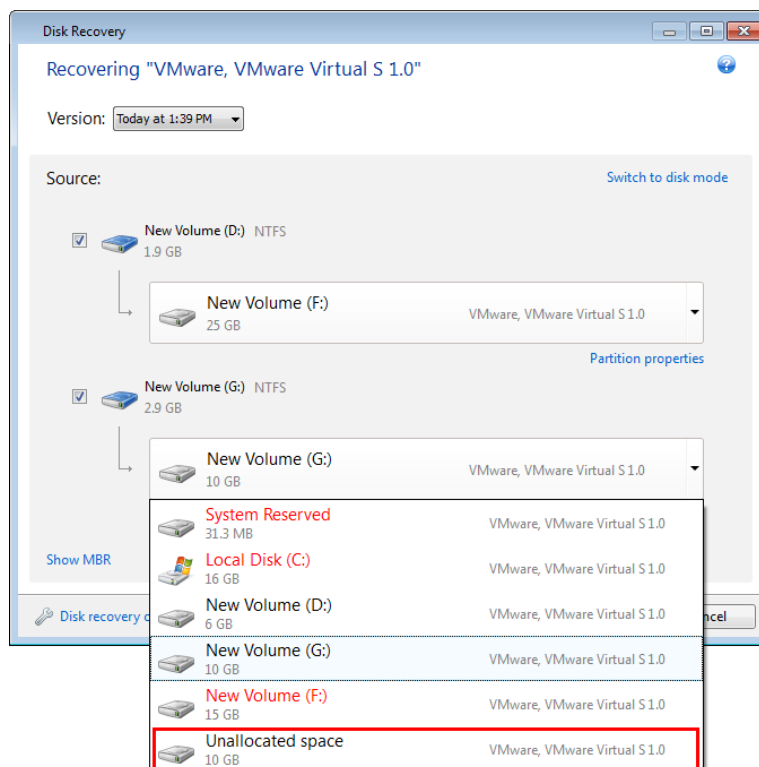 Disk Recovery
Recovering "VMware, VMware Virtual S 1.0"
Version: Today at 1:39 PM
Source:
Switch to disk mode
New Volume (D:) NTFS
1.9 GB
New Volume (F:)
25 GB
VMware, VMware Virtual S 1.0
Partition properties
New Volume (G:) NTFS
2.9 GB
New Volume (G:)
10 GB
VMware, VMware Virtual S 1.0
System Reserved
31.3 MB
VMware, VMware Virtual S 1.0
Show MBR
Local Disk (C:)
16 GB
VMware, VMware Virtual S 1.0
Disk recovery
New Volume (D:)
6 GB
VMware, VMware Virtual S 1.0
ncel
New Volume (G:)
10 GB
VMware, VMware Virtual S 1.0
New Volume (F:)
15 GB
VMware, VMware Virtual S 1.0
Unallocated space
10 GB
VMware, VMware Virtual S 1.0